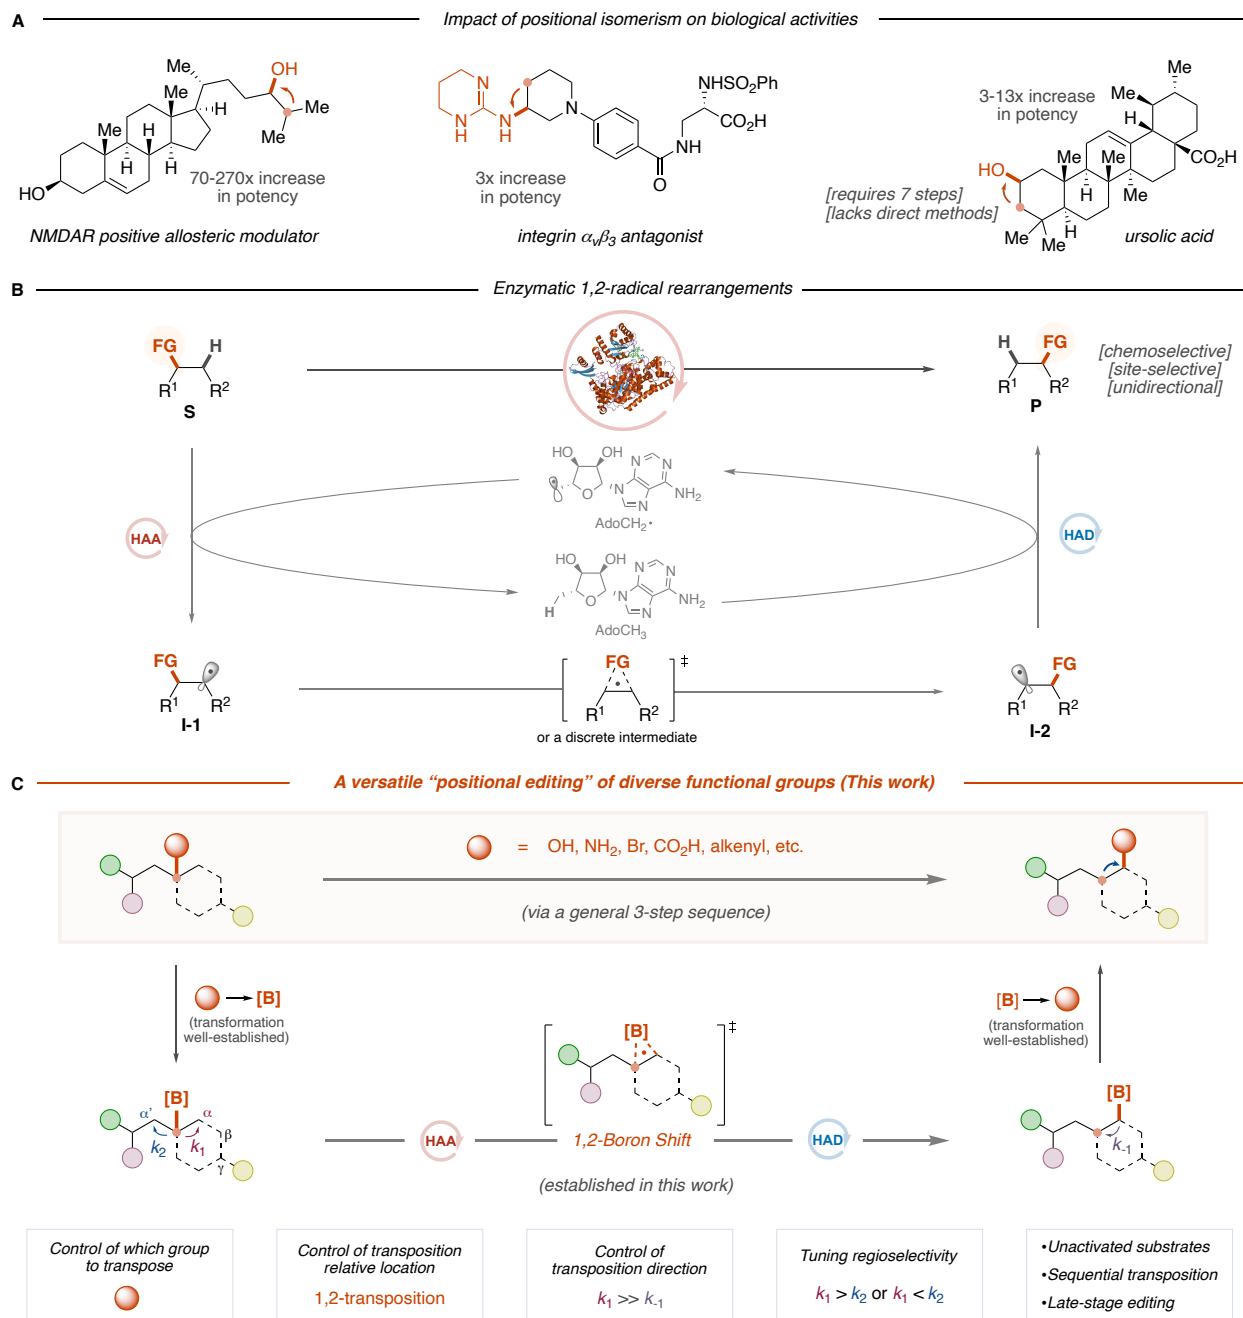 A
Impact of positional isomerism on biological activities
Me
OH
Me
Me
Me
Me
H
H
H
H
HO
70-270x increase
in potency
NMDAR positive allosteric modulator
N
N
H
N
H
N
NHSO2Ph
CO2H
N
H
O
3x increase
in potency
integrin αvβ3 antagonist
3-13x increase
in potency
Me
Me
H
CO2H
Me
Me
Me
H
H
HO
Me
Me
[requires 7 steps]
[lacks direct methods]
ursolic acid
B
Enzymatic 1,2-radical rearrangements
FG
H
R1
R2
S
H
FG
R1
R2
P
[chemoselective]
[site-selective]
[unidirectional]
HO
OH
O
N
N
N
N
NH2
AdoCH2•
HAA
HAD
HO
OH
H
O
N
N
N
N
NH2
AdoCH3
FG
R1
R2
I-1
FG
‡
R1
R2
or a discrete intermediate
FG
R1
R2
I-2
C
A versatile “positional editing” of diverse functional groups (This work)
= OH, NH2, Br, CO2H, alkenyl, etc.
(via a general 3-step sequence)
[B]
(transformation
well-established)
[B]
(transformation
well-established)
[B]
α'
α
k2
k1
β
γ
HAA
[B]
‡
1,2-Boron Shift
(established in this work)
HAD
[B]
k-1
Control of which group
to transpose
Control of transposition
relative location
1,2-transposition
Control of
transposition direction
k1 >> k-1
Tuning regioselectivity
k1 > k2 or k1 < k2
•Unactivated substrates
•Sequential transposition
•Late-stage editing